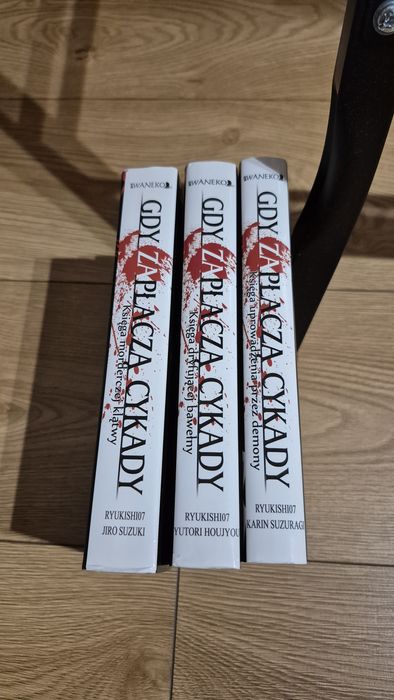 WANEKO
GDY ZAPŁACZĄ CYKADY
Księga morderczej klątwy
RYUKISHI07
JIRO SUZUKI
WANEKO
GDY ZAPŁACZĄ CYKADY
Księga dryfującej bawełny
RYUKISHI07
YUTORI HOUJYOU
WANEKO
GDY ZAPŁACZĄ CYKADY
Księga uprowadzenia przez demony
RYUKISHI07
KARIN SUZURAGI